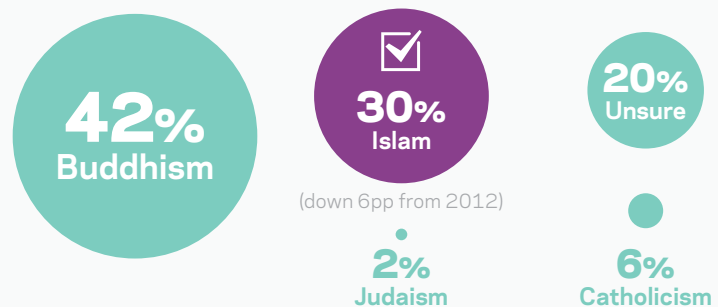 42%
Buddhism
30%
Islam
(down 6pp from 2012)
20%
Unsure
2%
Judaism
6%
Catholicism